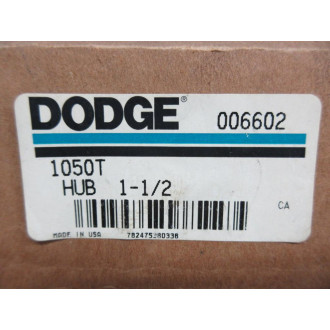 DODGE® 006602
1050T
HUB 1-1/2
CA
MADE IN USA 782475280338